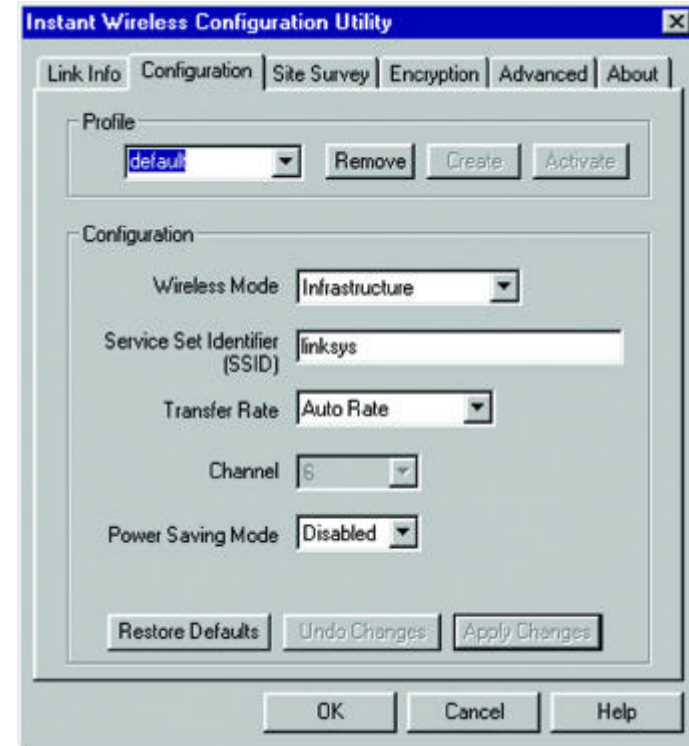 Instant Wireless Configuration Utility
Link Info Configuration Site Survey Encryption Advanced About
Profile
default Remove Create Activate
Configuration
Wireless Mode Infrastructure
Service Set Identifier
(SSID) linksys
Transfer Rate Auto Rate
Channel 6
Power Saving Mode Disabled
Restore Defaults Undo Changes Apply Changes
OK Cancel Help